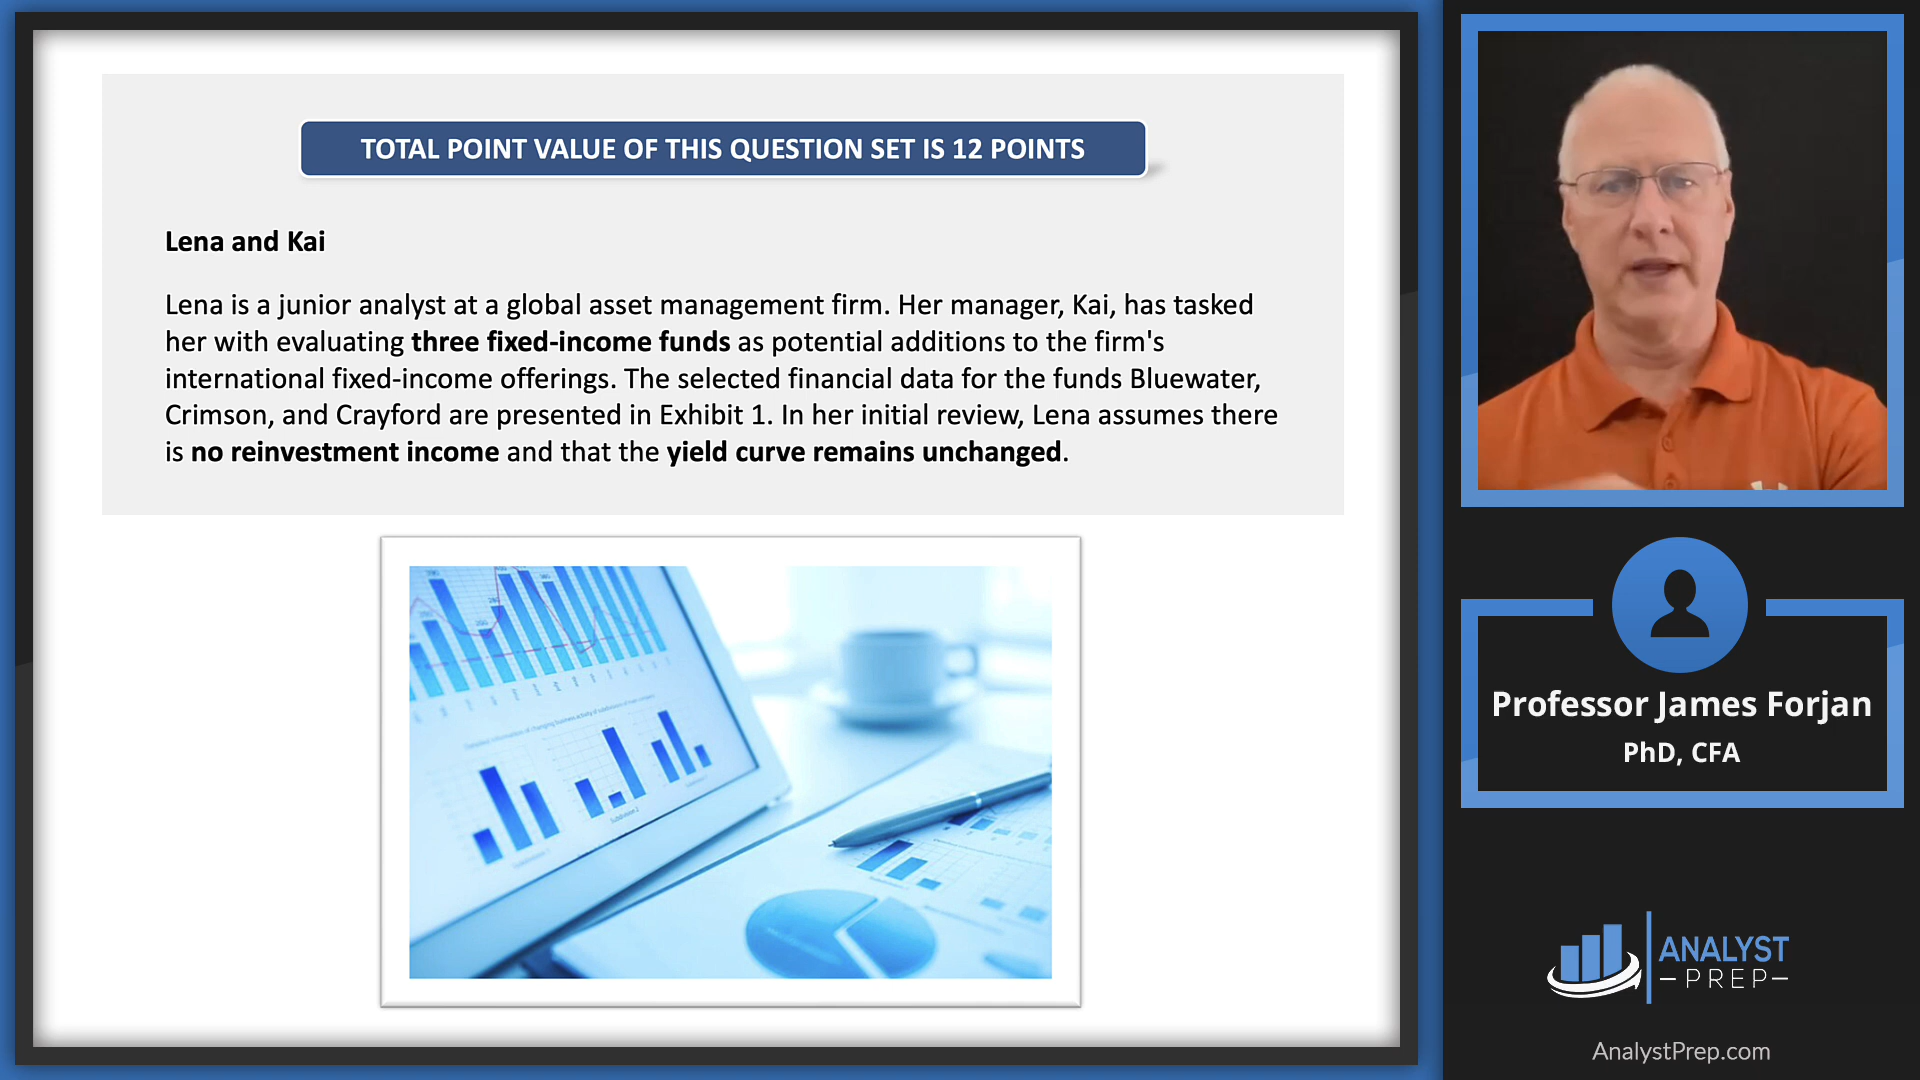 TOTAL POINT VALUE OF THIS QUESTION SET IS 12 POINTS
Lena and Kai
Lena is a junior analyst at a global asset management firm. Her manager, Kai, has tasked
her with evaluating three fixed-income funds as potential additions to the firm's
international fixed-income offerings. The selected financial data for the funds Bluewater,
Crimson, and Crayford are presented in Exhibit 1. In her initial review, Lena assumes there
is no reinvestment income and that the yield curve remains unchanged.
Professor James Forjan
PhD, CFA
ANALYST
PREP
AnalystPrep.com